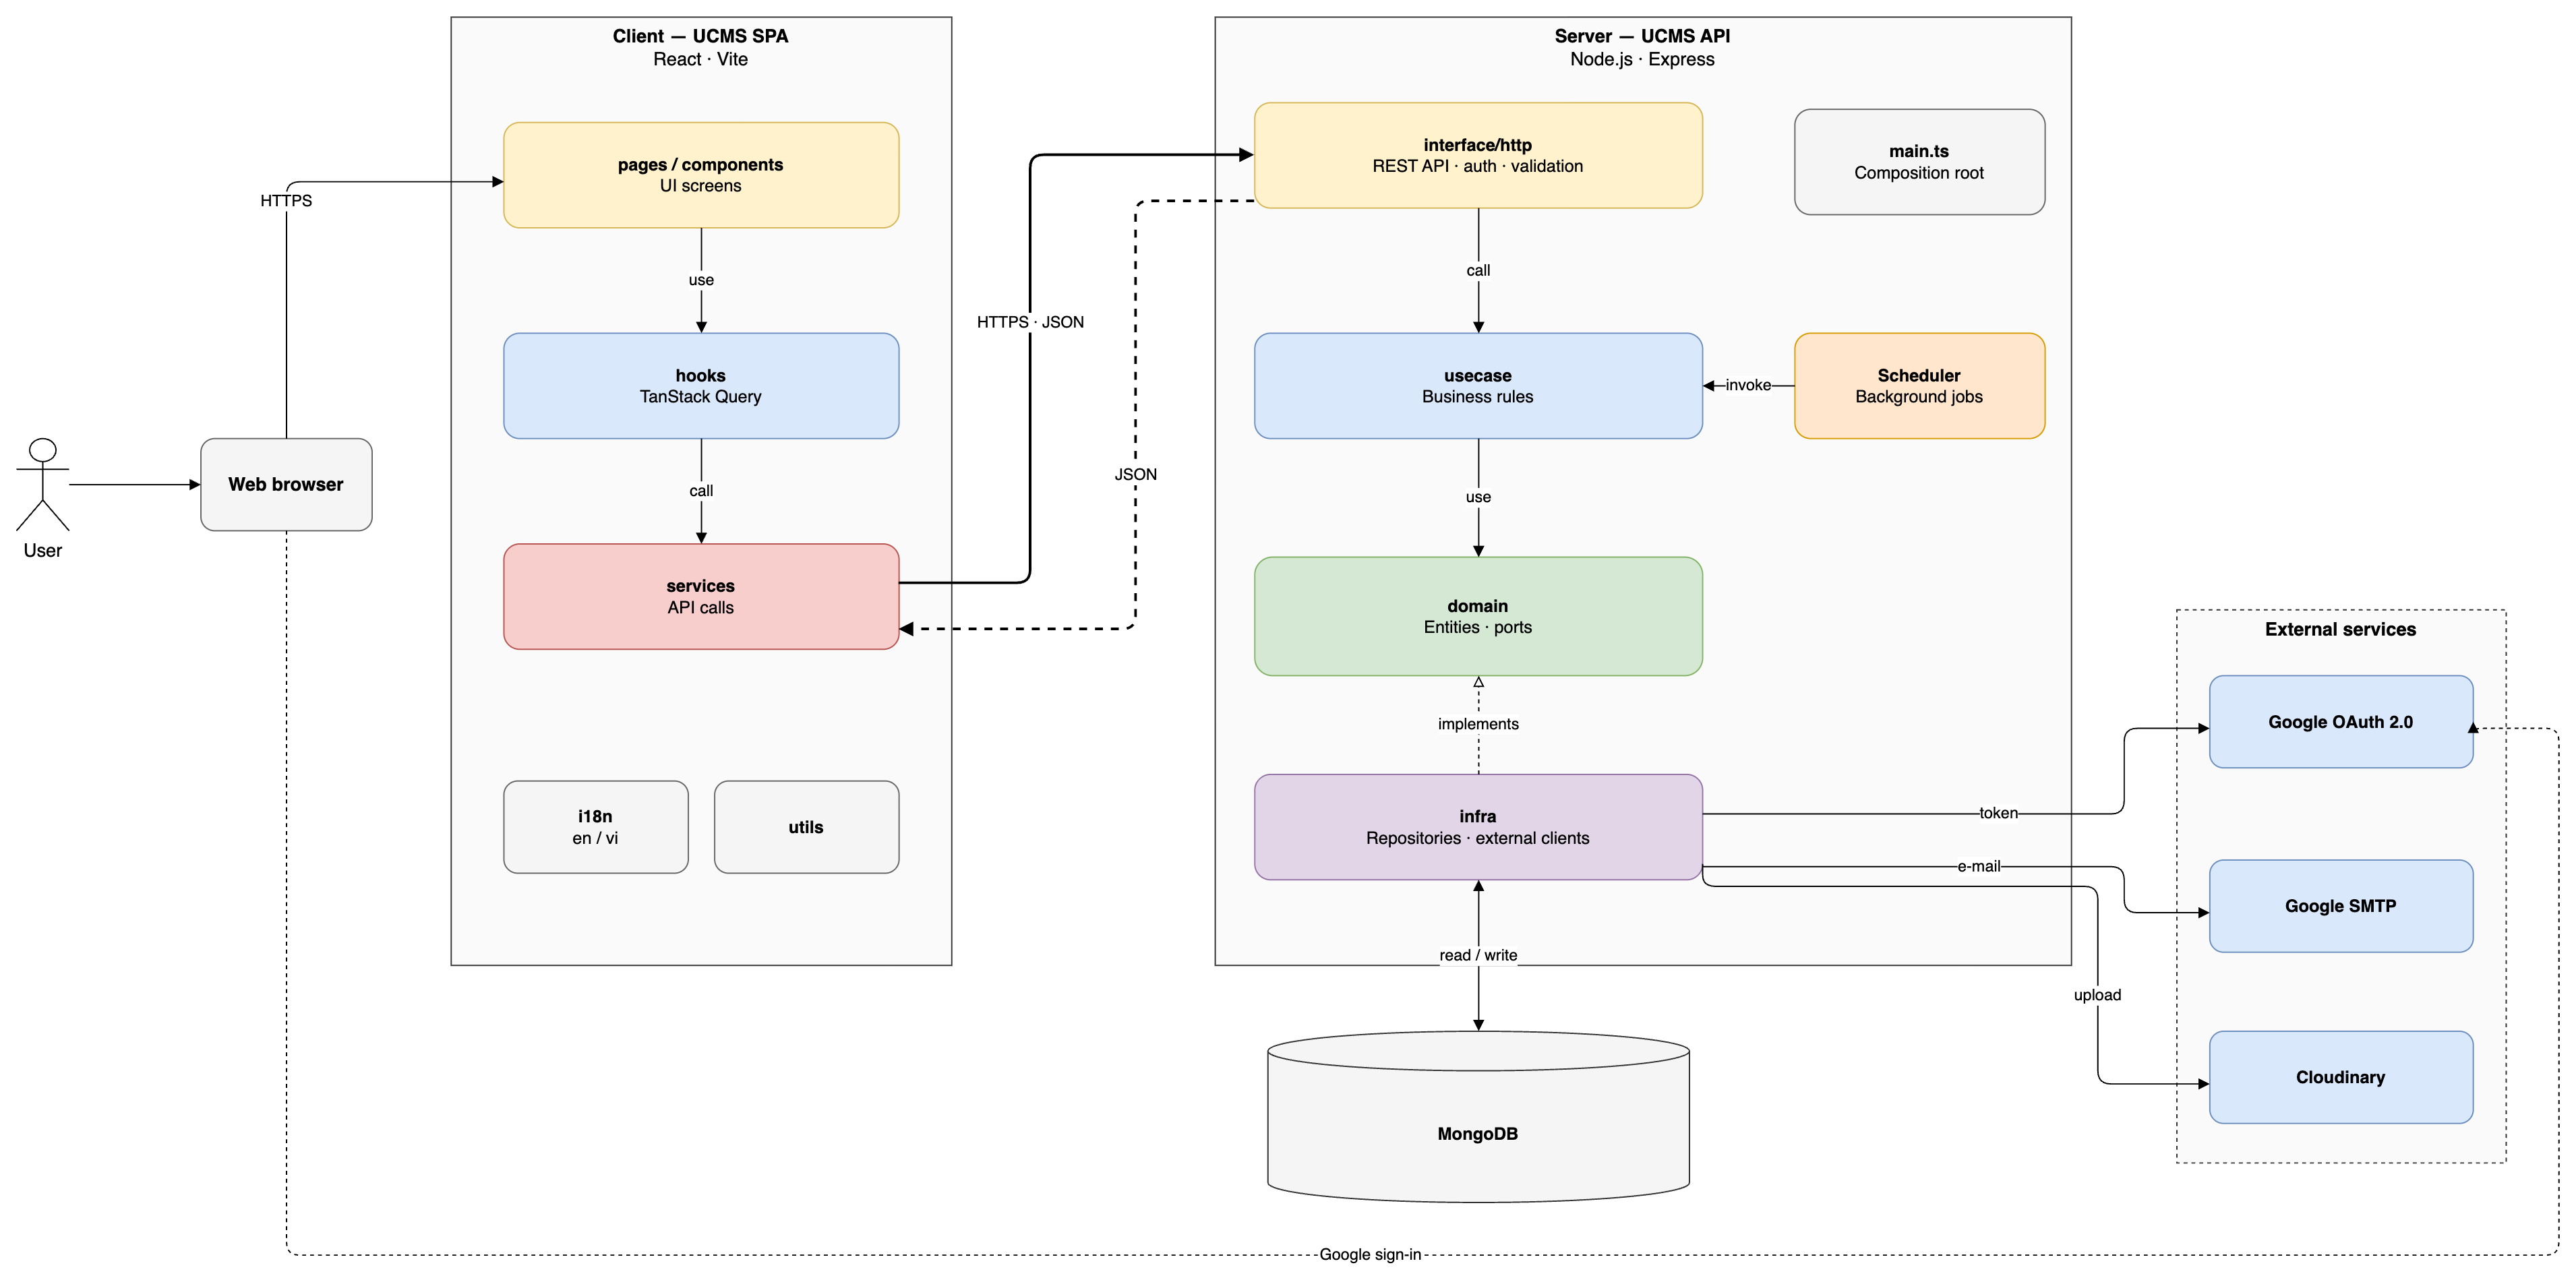 Client — UCMS SPA
React · Vite
pages / components
UI screens
use
hooks
TanStack Query
call
services
API calls
i18n
en / vi
utils
HTTPS
Web browser
User
HTTPS · JSON
JSON
Server — UCMS API
Node.js · Express
interface/http
REST API · auth · validation
main.ts
Composition root
call
usecase
Business rules
invoke
Scheduler
Background jobs
use
domain
Entities · ports
implements
infra
Repositories · external clients
token
e-mail
upload
read / write
MongoDB
External services
Google OAuth 2.0
Google SMTP
Cloudinary
Google sign-in